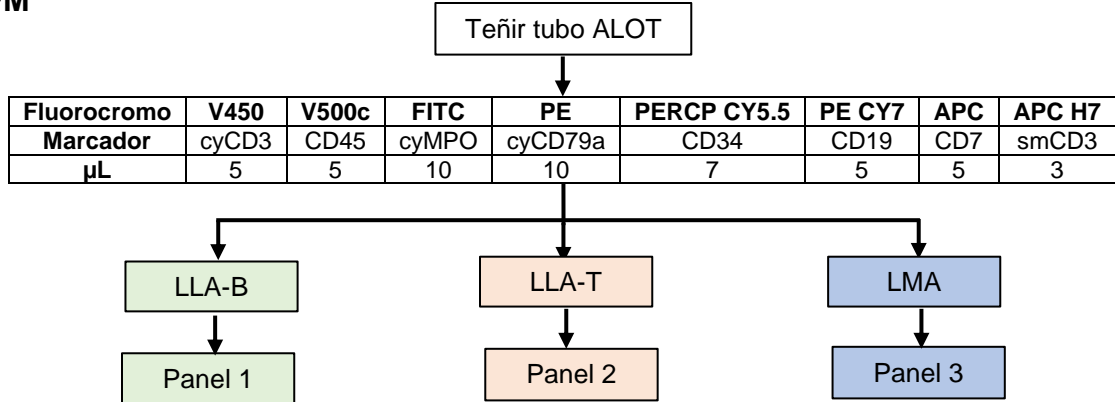 Teñir tubo ALOT
Fluorocromo V450 V500c FITC PE PERCP CY5.5 PE CY7 APC APC H7
Marcador cyCD3 CD45 cyMPO cyCD79a CD34 CD19 CD7 smCD3
µL 5 5 10 10 7 5 5 3
LLA-B LLA-T LMA
Panel 1 Panel 2 Panel 3